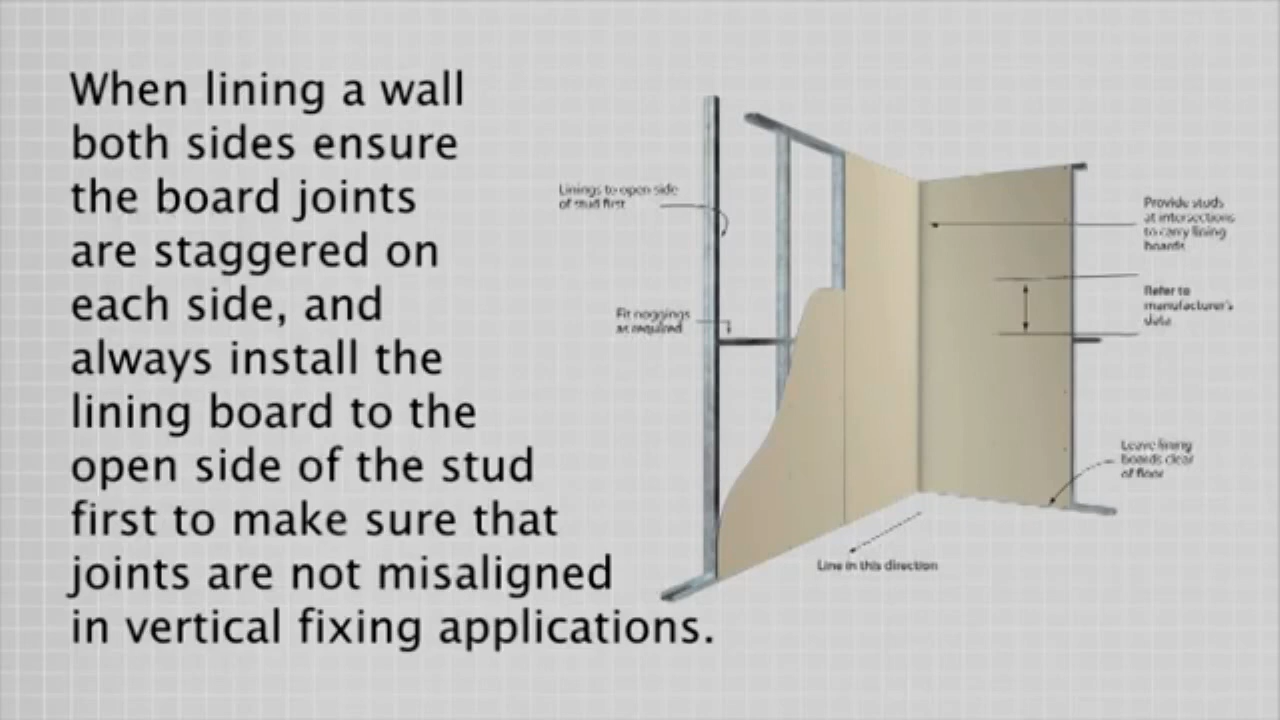 When lining a wall
both sides ensure
the board joints
are staggered on
each side, and
always install the
lining board to the
open side of the stud
first to make sure that
joints are not misaligned
in vertical fixing applications.
Linings to open side
of stud first
Fit noggings
as required
Provide studs
at intersections
to carry lining
boards
Refer to
manufacturer's
data
Leave lining
boards clear
of floor
Line in this direction